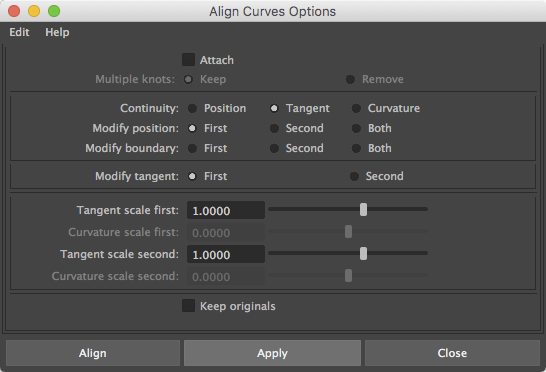 Align Curves Options
Edit Help
Attach
Multiple knots: Keep Remove
Continuity: Position Tangent Curvature
Modify position: First Second Both
Modify boundary: First Second Both
Modify tangent: First Second
Tangent scale first: 1.0000
Curvature scale first: 0.0000
Tangent scale second: 1.0000
Curvature scale second: 0.0000
Keep originals
Align Apply Close